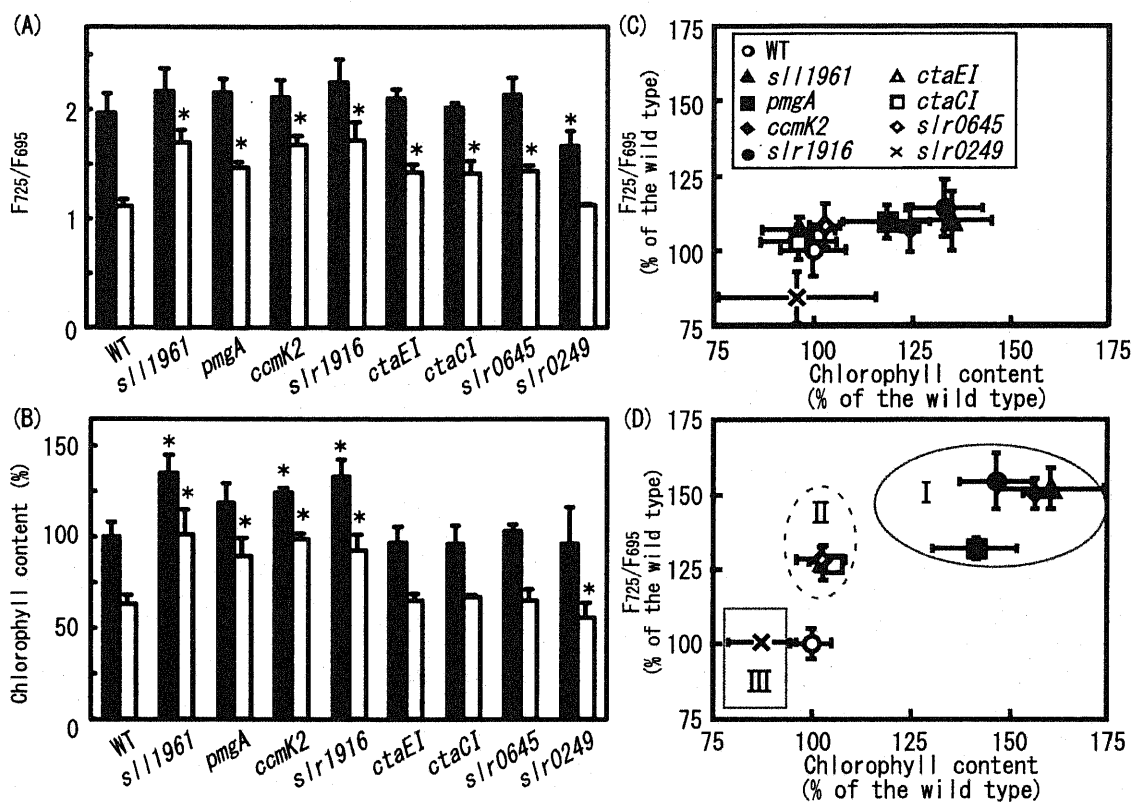 (A)
F725/F695
2
1
0
* * * * * * * *
WT sll1961 pmgA ccmK2 slr1916 ctaEI ctaCI slr0645 slr0249
(B)
Chlorophyll content (%)
150
100
50
0
* * * * * * * *
WT sll1961 pmgA ccmK2 slr1916 ctaEI ctaCI slr0645 slr0249
(C)
F725/F695
(% of the wild type)
175
150
125
100
75
WT
sll1961 ctaEI
pmgA ctaCI
ccmK2 slr0645
slr1916 slr0249
75 100 125 150 175
Chlorophyll content
(% of the wild type)
(D)
F725/F695
(% of the wild type)
175
150
125
100
75
I
II
III
75 100 125 150 175
Chlorophyll content
(% of the wild type)